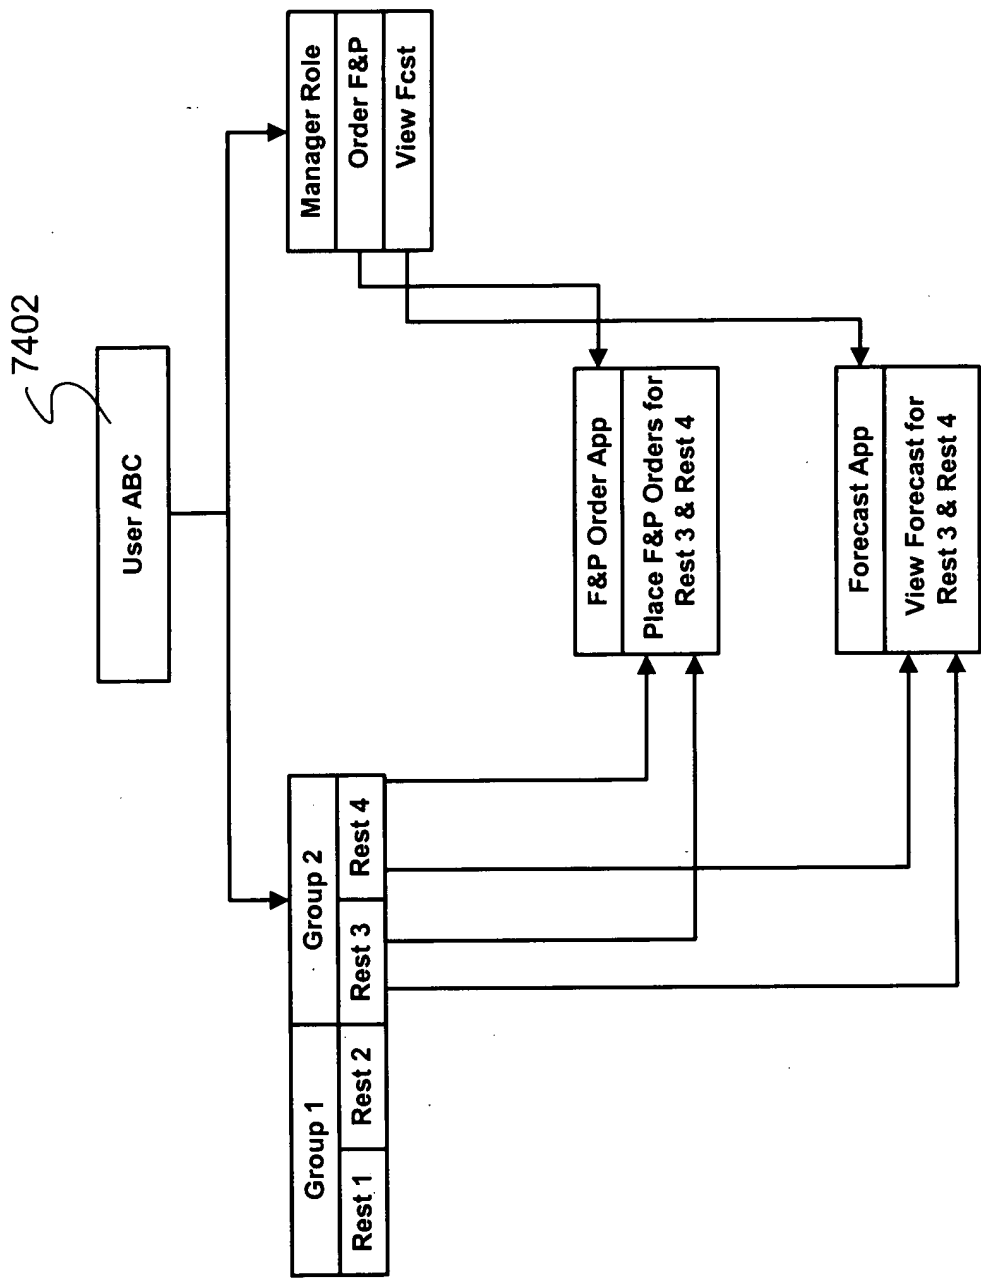 7402
User ABC
Group 1
Group 2
Rest 1
Rest 2
Rest 3
Rest 4
Manager Role
Order F&P
View Fcst
F&P Order App
Place F&P Orders for
Rest 3 & Rest 4
Forecast App
View Forecast for
Rest 3 & Rest 4